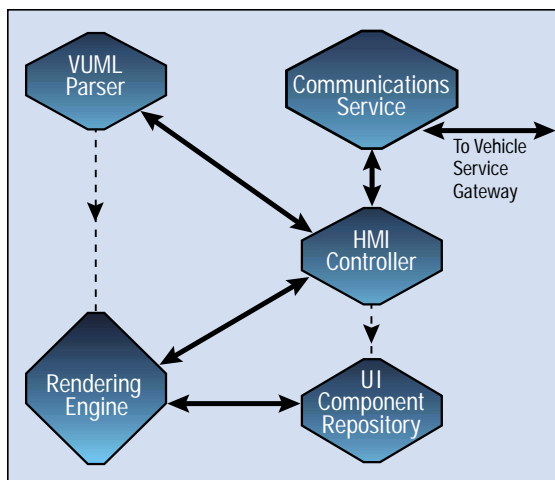 VUML
Parser
Communications
Service
To Vehicle
Service
Gateway
HMI
Controller
Rendering
Engine
UI
Component
Repository